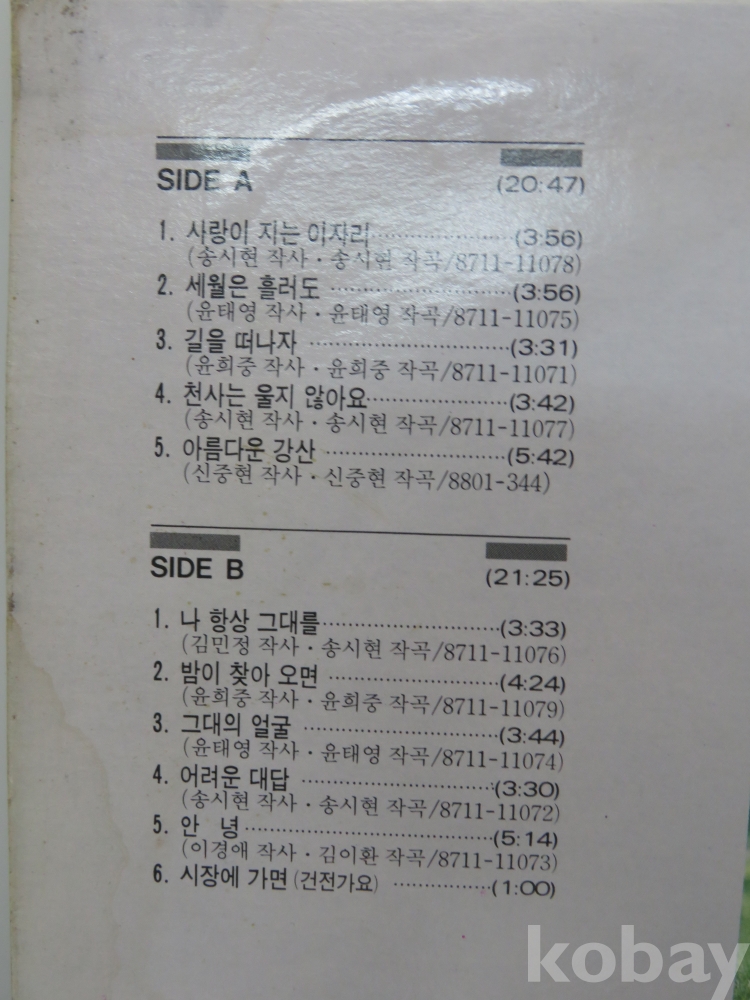 SIDE A (20:47)
1. 사랑이 지는 이자리 ················ (3:56)
(송시현 작사 · 송시현 작곡/8711-11078)
2. 세월은 흘러도 ···················· (3:56)
(윤태영 작사 · 윤태영 작곡/8711-11075)
3. 길을 떠나자 ······················ (3:31)
(윤희중 작사 · 윤희중 작곡/8711-11071)
4. 천사는 울지 않아요················ (3:42)
(송시현 작사 · 송시현 작곡/8711-11077)
5. 아름다운 강산 ···················· (5:42)
(신중현 작사 · 신중현 작곡/8801-344)
SIDE B (21:25)
1. 나 항상 그대를···················· (3:33)
(김민정 작사 · 송시현 작곡/8711-11076)
2. 밤이 찾아 오면 ··················· (4:24)
(윤희중 작사 · 윤희중 작곡/8711-11079)
3. 그대의 얼굴 ······················ (3:44)
(윤태영 작사 · 윤태영 작곡/8711-11074)
4. 어려운 대답 ······················ (3:30)
(송시현 작사 · 송시현 작곡/8711-11072)
5. 안 녕···························· (5:14)
(이경애 작사 · 김이환 작곡/8711-11073)
6. 시장에 가면 (건전가요) ············ (1:00)
kobay